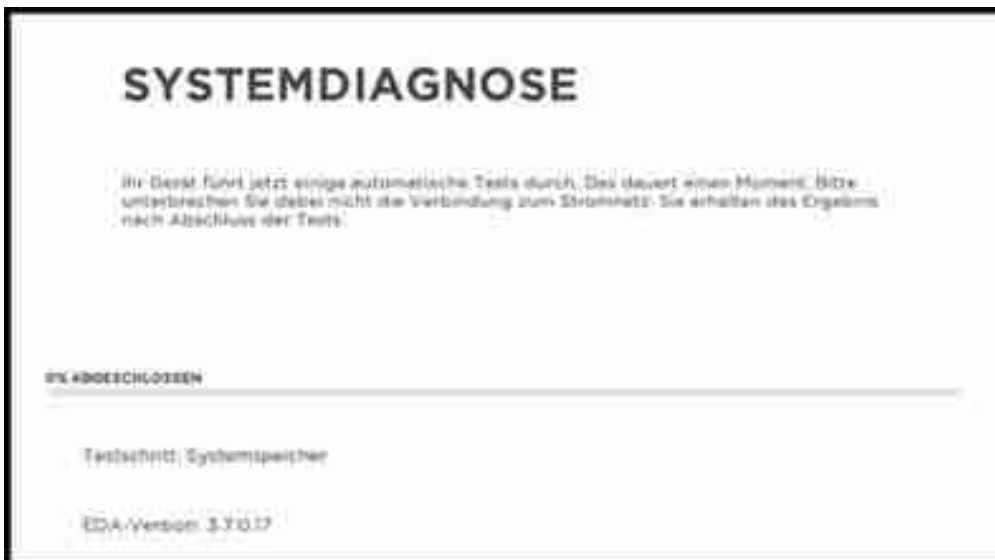 SYSTEMDIAGNOSE
Ihr Gerät führt jetzt einige automatische Tests durch. Das dauert einen Moment. Bitte
unterbrechen Sie dabei nicht die Verbindung zum Stromnetz. Sie erhalten das Ergebnis
nach Abschluss der Tests.
0% ABGESCHLOSSEN
Testschritt: Systemspeicher
EDA-Version: 3.7.0.17